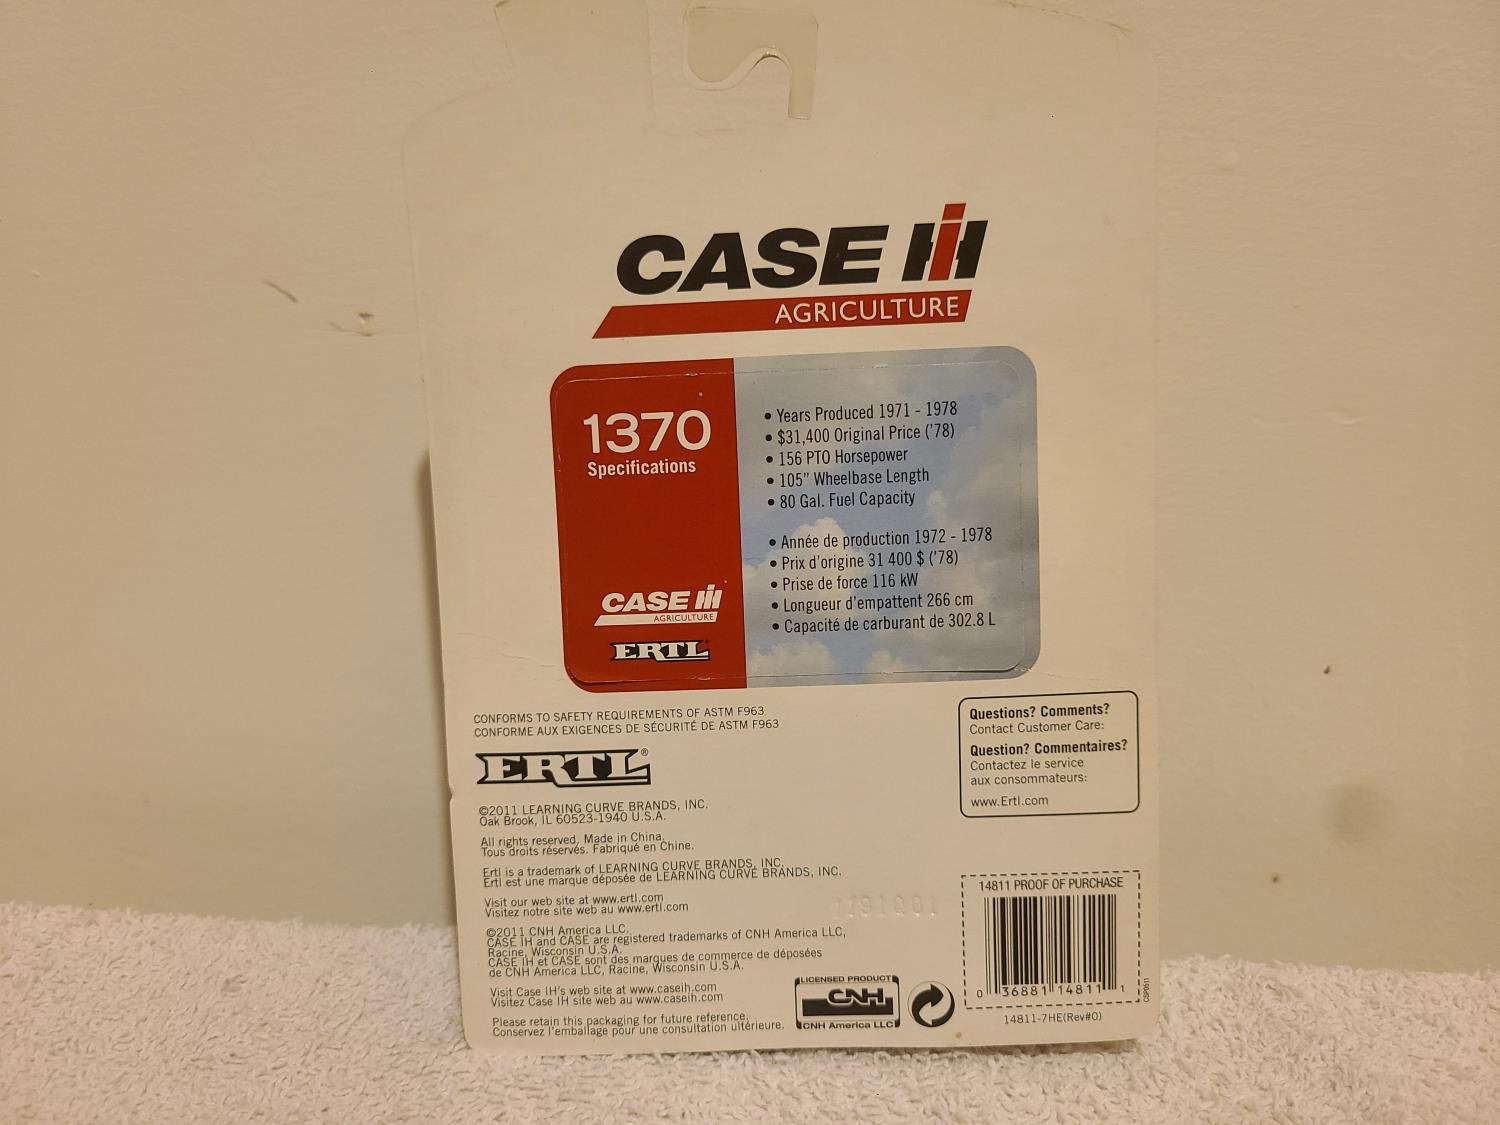 CASE IH
AGRICULTURE
1370
Specifications
CASE IH
AGRICULTURE
ERTL
• Years Produced 1971 - 1978
• $31,400 Original Price ('78)
• 156 PTO Horsepower
• 105" Wheelbase Length
• 80 Gal. Fuel Capacity
• Année de production 1972 - 1978
• Prix d'origine 31 400 $ ('78)
• Prise de force 116 kW
• Longueur d'empattent 266 cm
• Capacité de carburant de 302.8 L
CONFORMS TO SAFETY REQUIREMENTS OF ASTM F963
CONFORME AUX EXIGENCES DE SÉCURITÉ DE ASTM F963
ERTL®
©2011 LEARNING CURVE BRANDS, INC.
Oak Brook, IL 60523-1940 U.S.A.
All rights reserved. Made in China.
Tous droits réservés. Fabriqué en Chine.
Ertl is a trademark of LEARNING CURVE BRANDS, INC.
Ertl est une marque déposée de LEARNING CURVE BRANDS, INC.
Visit our web site at www.ertl.com
Visitez notre site web au www.ertl.com
©2011 CNH America LLC.
CASE IH and CASE are registered trademarks of CNH America LLC,
Racine, Wisconsin U.S.A.
CASE IH et CASE sont des marques de commerce de déposées
de CNH America LLC, Racine, Wisconsin U.S.A.
Visit Case IH's web site at www.caseih.com
Visitez Case IH site web au www.caseih.com
Please retain this packaging for future reference.
Conservez l'emballage pour une consultation ultérieure.
1191001
LICENSED PRODUCT
CNH
CNH America LLC
Questions? Comments?
Contact Customer Care:
Question? Commentaires?
Contactez le service
aux consommateurs:
www.Ertl.com
14811 PROOF OF PURCHASE
0 36881 14811 1
CSP0511
14811-7HE(Rev#0)